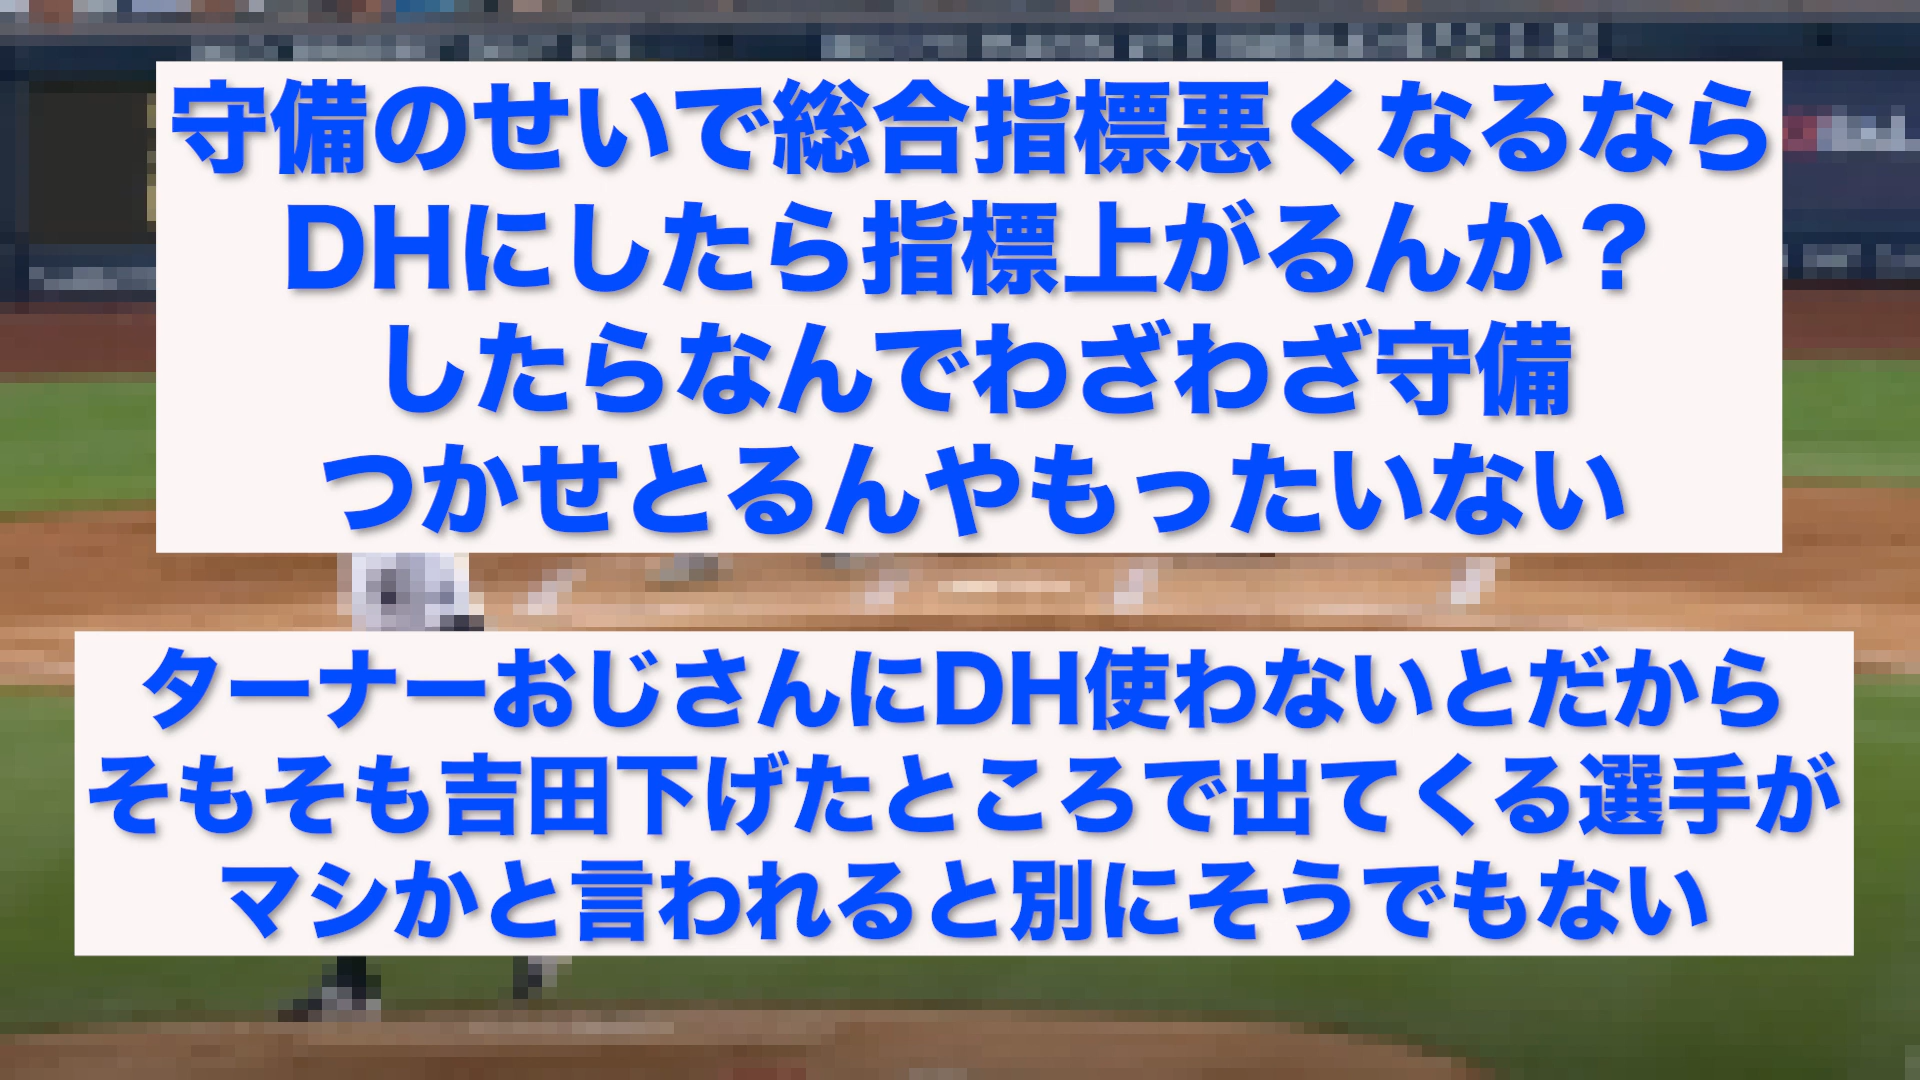 守備のせいで総合指標悪くなるなら
DHにしたら指標上がるんか？
したらなんでわざわざ守備
つかせとるんやもったいない
ターナーおじさんにDH使わないとだから
そもそも吉田下げたところで出てくる選手が
マシかと言われると別にそうでもない